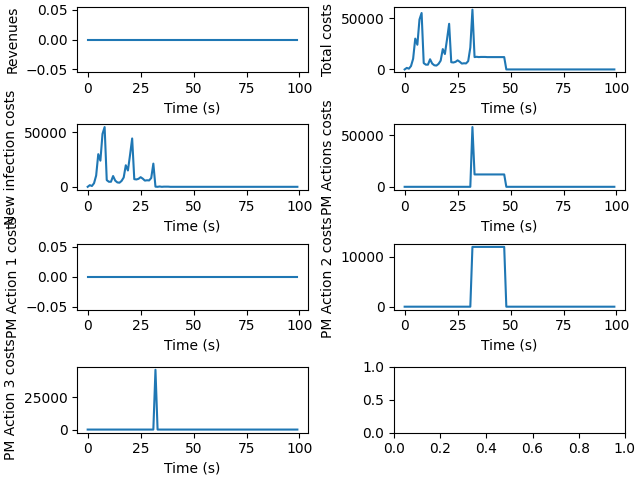 Revenues
0.05
0.00
−0.05
0 25 50 75 100
Time (s)
Total costs
50000
0
0 25 50 75 100
Time (s)
New infection costs
50000
0
0 25 50 75 100
Time (s)
PM Actions costs
50000
0
0 25 50 75 100
Time (s)
PM Action 1 costs
0.05
0.00
−0.05
0 25 50 75 100
Time (s)
PM Action 2 costs
10000
0
0 25 50 75 100
Time (s)
PM Action 3 costs
25000
0
0 25 50 75 100
Time (s)
1.0
0.5
0.0
0.0 0.2 0.4 0.6 0.8 1.0